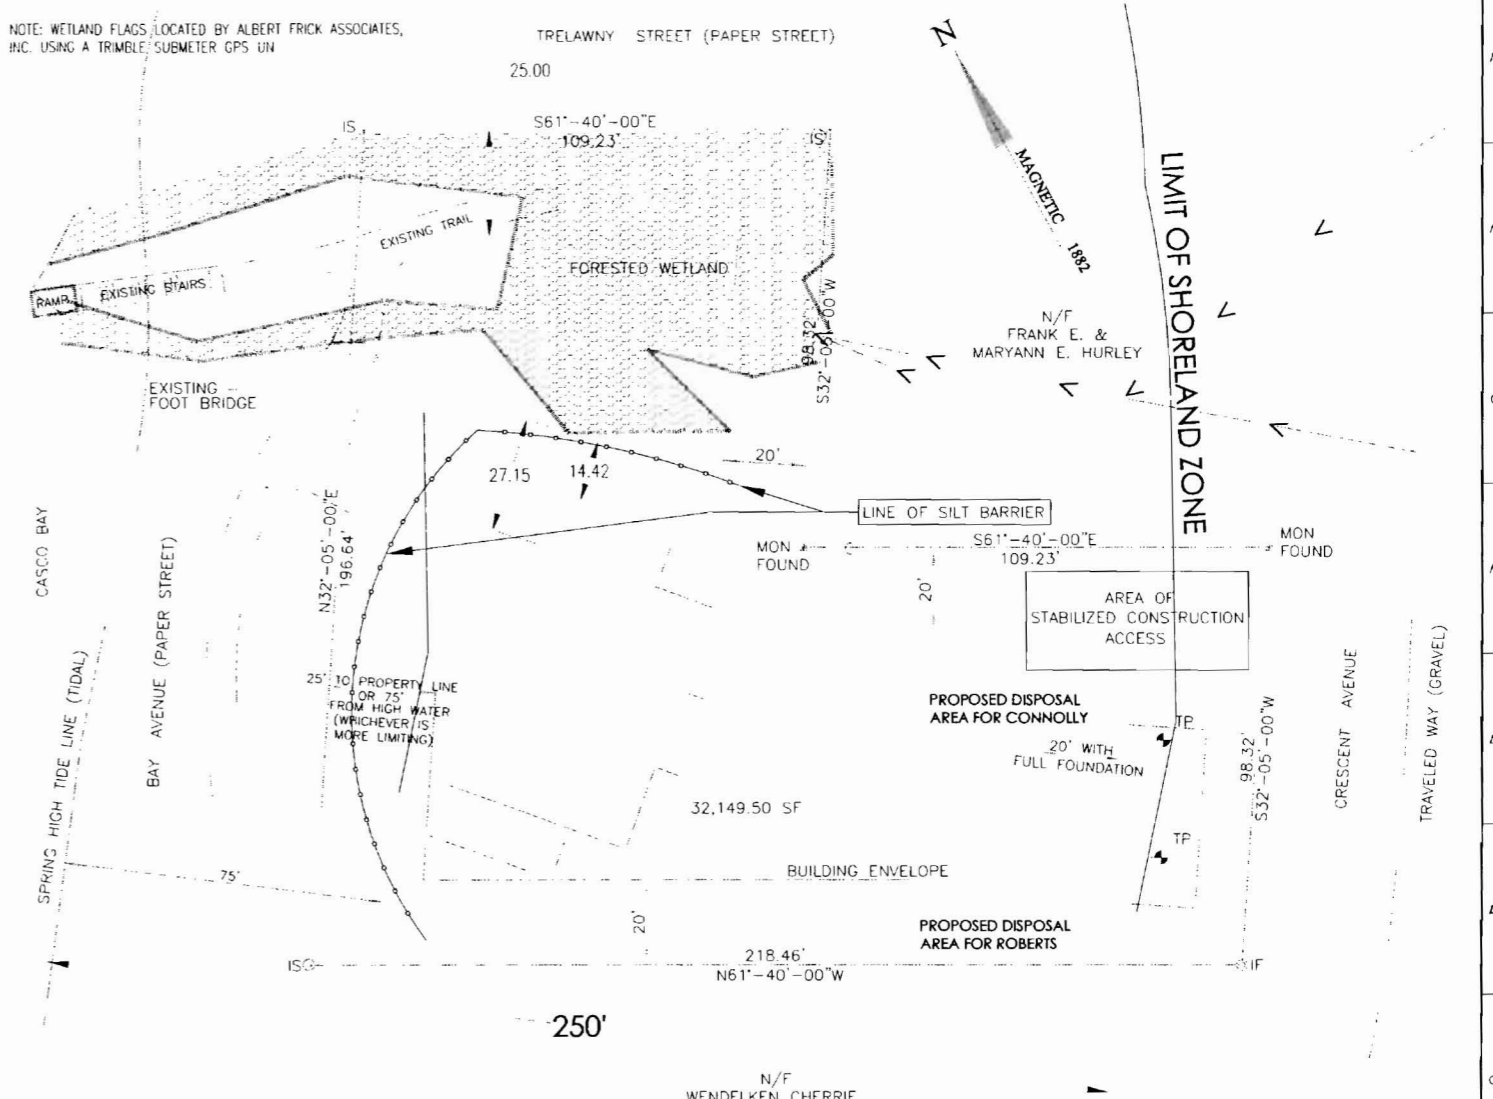 NOTE: WETLAND FLAGS LOCATED BY ALBERT FRICK ASSOCIATES,
INC. USING A TRIMBLE SUBMETER GPS UN
TRELAWNY STREET (PAPER STREET)
25.00
N
MAGNETIC 1882
IS
S61°-40'-00"E
109.23'
IS
LIMIT OF SHORELAND ZONE
EXISTING TRAIL
FORESTED WETLAND
RAMP
EXISTING STAIRS
98.32'
S32°-05'-00"W
N/F
FRANK E. &
MARYANN E. HURLEY
EXISTING
FOOT BRIDGE
27.15
14.42
20'
LINE OF SILT BARRIER
CASCO BAY
BAY AVENUE (PAPER STREET)
N32°-05'-00"E
196.64'
MON
FOUND
S61°-40'-00"E
109.23'
MON
FOUND
20'
AREA OF
STABILIZED CONSTRUCTION
ACCESS
SPRING HIGH TIDE LINE (TIDAL)
25' TO PROPERTY LINE
OR 75'
FROM HIGH WATER
(WHICHEVER IS
MORE LIMITING)
PROPOSED DISPOSAL
AREA FOR CONNOLLY
TP
20' WITH
FULL FOUNDATION
98.32'
S32°-05'-00"W
CRESCENT AVENUE
TRAVELED WAY (GRAVEL)
32,149.50 SF
TP
75'
BUILDING ENVELOPE
20'
PROPOSED DISPOSAL
AREA FOR ROBERTS
IS
218.46'
N61°-40'-00"W
IF
250'
N/F
WENDELKEN CHERRIE